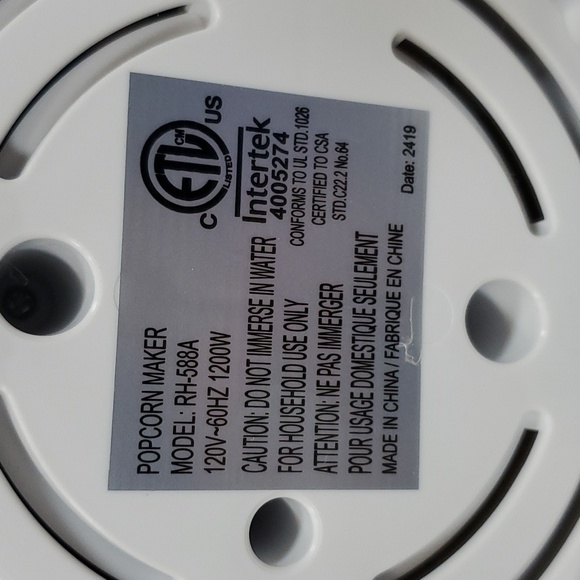 POPCORN MAKER
MODEL: RH-588A
120V~60HZ 1200W
CAUTION: DO NOT IMMERSE IN WATER
FOR HOUSEHOLD USE ONLY
ATTENTION: NE PAS IMMERGER
POUR USAGE DOMESTIQUE SEULEMENT
MADE IN CHINA / FABRIQUE EN CHINE
ETL CM
LISTED
C US
Intertek
4005274
CONFORMS TO UL STD.1026
CERTIFIED TO CSA
STD.C22.2 No.64
Date: 2419